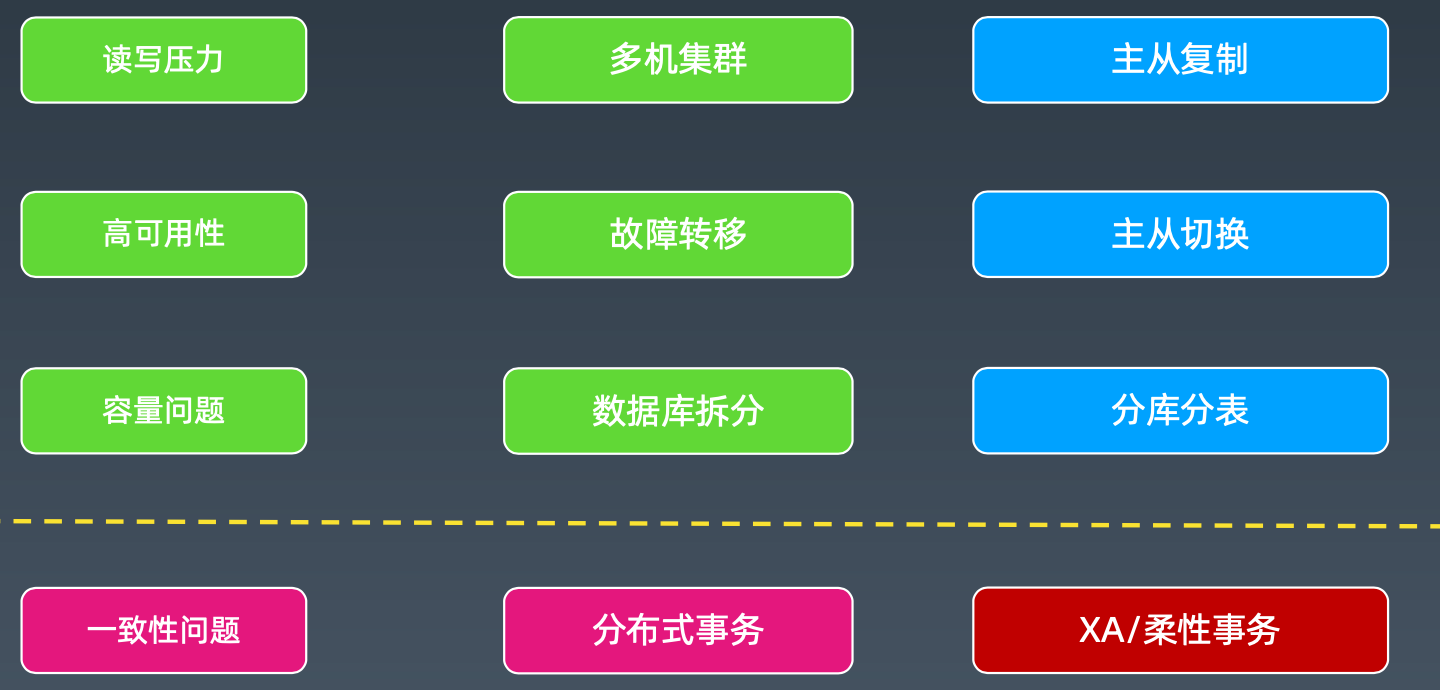 读写压力
多机集群
主从复制
高可用性
故障转移
主从切换
容量问题
数据库拆分
分库分表
一致性问题
分布式事务
XA/柔性事务